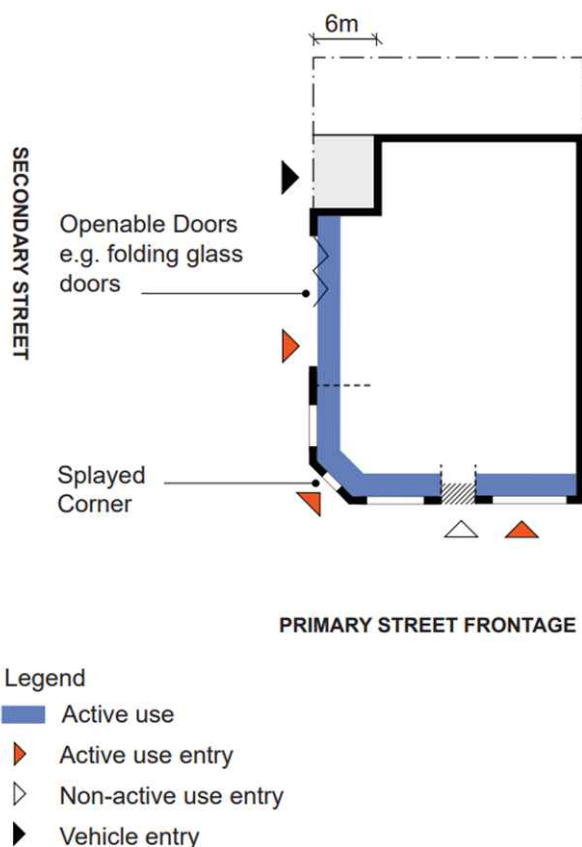 6m
SECONDARY STREET
Openable Doors
e.g. folding glass
doors
Splayed
Corner
PRIMARY STREET FRONTAGE
Legend
Active use
Active use entry
Non-active use entry
Vehicle entry